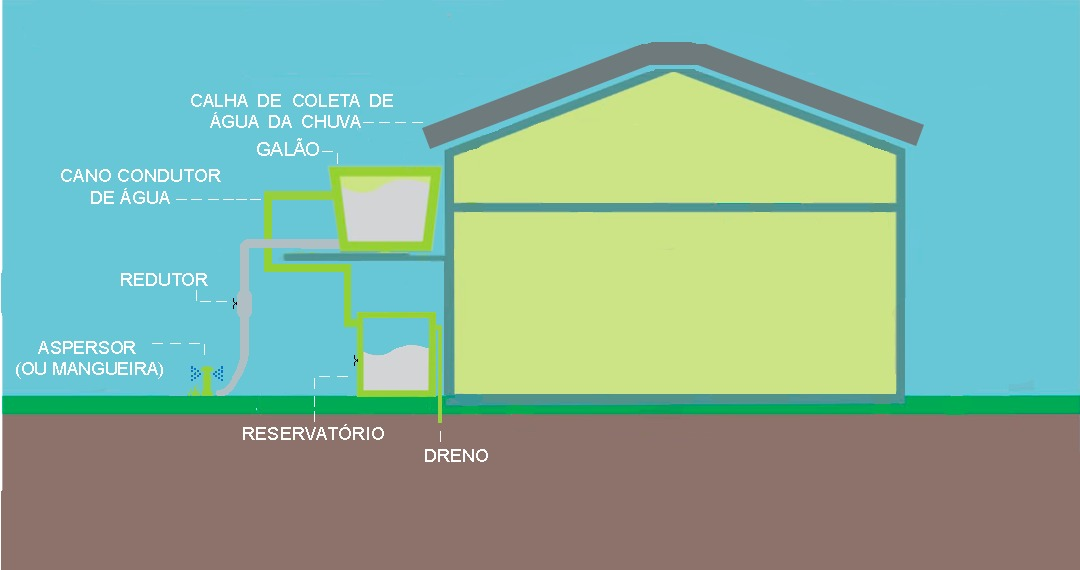 CALHA DE COLETA DE
ÁGUA DA CHUVA
GALÃO
CANO CONDUTOR
DE ÁGUA
REDUTOR
ASPERSOR
(OU MANGUEIRA)
RESERVATÓRIO
DRENO